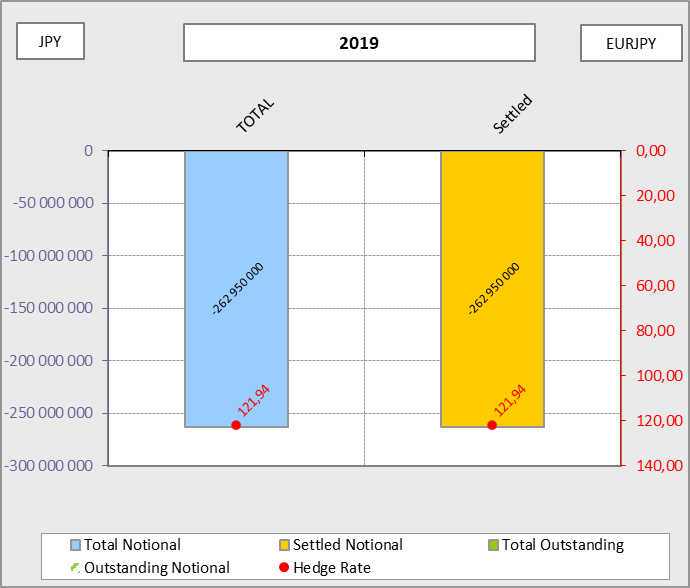 JPY
2019
EURJPY
TOTAL
Settled
0
-50 000 000
-100 000 000
-150 000 000
-200 000 000
-250 000 000
-300 000 000
0,00
20,00
40,00
60,00
80,00
100,00
120,00
140,00
-262 950 000
-262 950 000
121,94
121,94
Total Notional
Settled Notional
Total Outstanding
Outstanding Notional
Hedge Rate